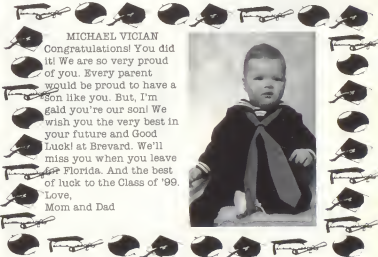 MICHAEL VICIAN
Congratulations! You did
it! We are so very proud
of you. Every parent
would be proud to have a
son like you. But, I'm
gald you're our son! We
wish you the very best in
your future and Good
Luck! at Brevard. We'll
miss you when you leave
for Florida. And the best
of luck to the Class of '99.
Love,
Mom and Dad